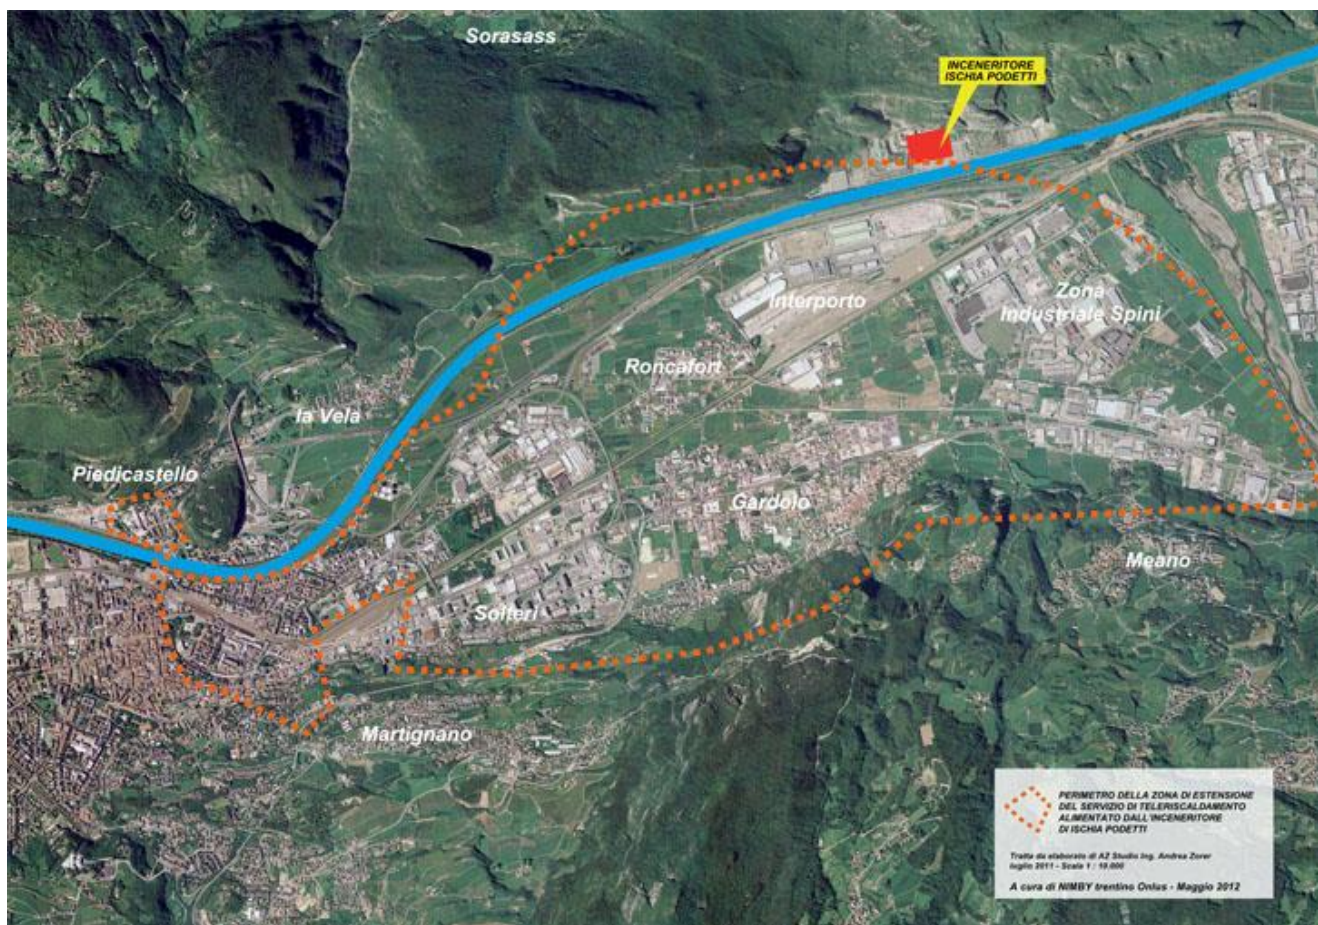 Sorasass
INCENERITORE
ISCHIA PODETTI
Interporto
Zona
Industriale Spini
Roncafort
la Vela
Piedicastello
Gardolo
Meano
Solteri
Martignano
PERIMETRO DELLA ZONA DI ESTENSIONE
DEL SERVIZIO DI TELERISCALDAMENTO
ALIMENTATO DALL'INCENERITORE
DI ISCHIA PODETTI
Tratta da elaborato di AZ Studio Ing. Andrea Zorer
luglio 2011 - Scala 1 : 10.000
A cura di NIMBY trentino Onlus - Maggio 2012